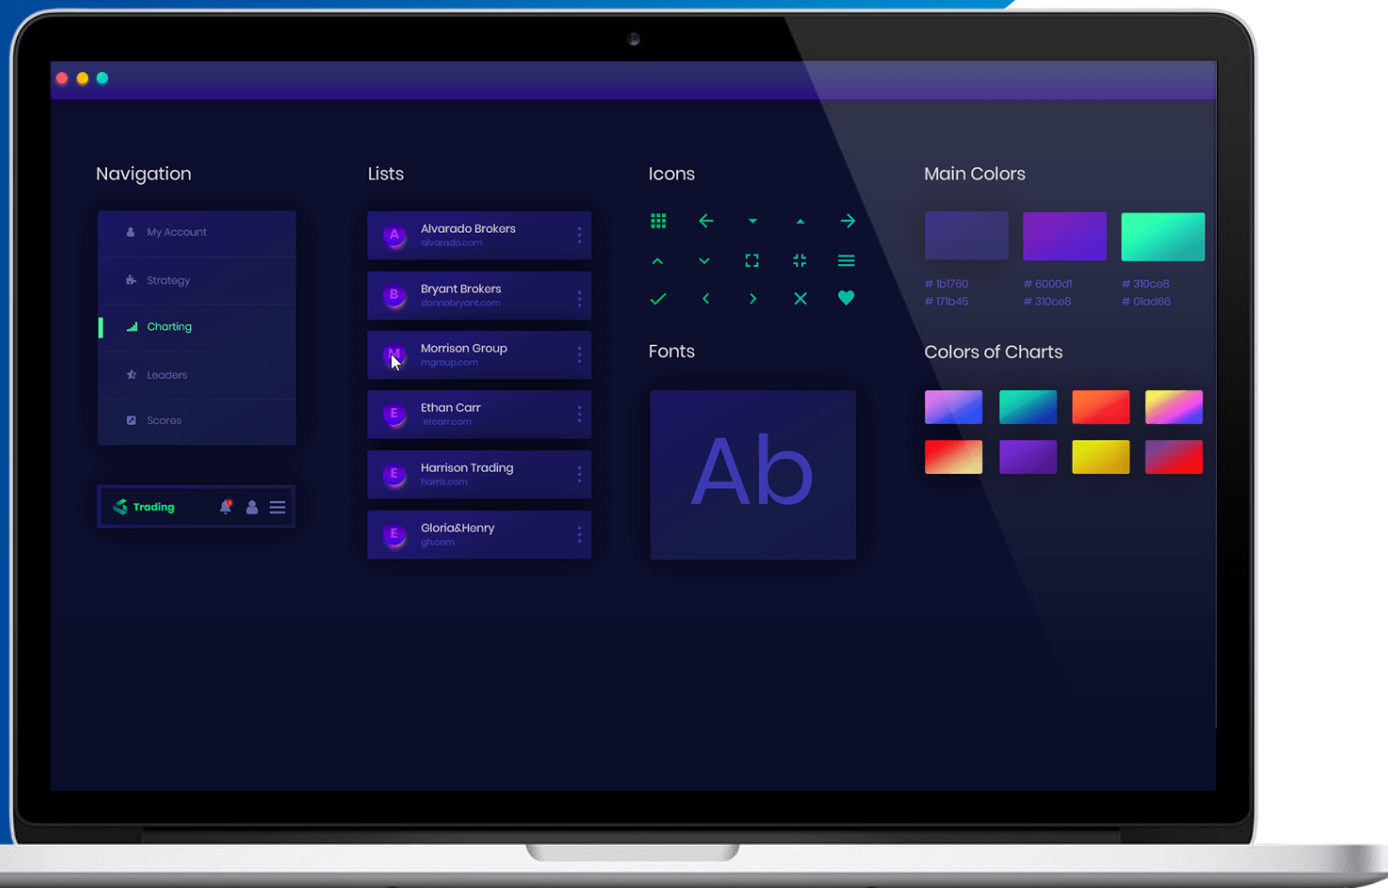 Navigation
My Account
Strategy
Charting
Leaders
Scores
Trading
Lists
A
Alvarado Brokers
alvarado.com
B
Bryant Brokers
donnabryant.com
M
Morrison Group
mgroup.com
E
Ethan Carr
etcarr.com
E
Harrison Trading
harris.com
E
Gloria&Henry
gh.com
Icons
Fonts
Ab
Main Colors
# 1b1760
# 171b45
# 6000d1
# 310ce8
# 310ce8
# 01ad66
Colors of Charts